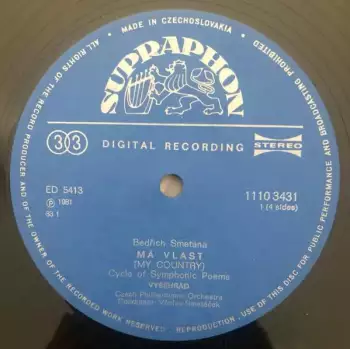 MADE IN CZECHOSLOVAKIA
ALL RIGHTS OF THE RECORD PRODUCER AND OF THE OWNER OF THE RECORDED WORK RESERVED . REPRODUCTION . USE OF THIS DISC FOR PUBLIC PERFORMANCE AND BROADCASTING PROHIBITED
SUPRAPHON
33 DIGITAL RECORDING STEREO
ED 5413 1110 3431
Ⓟ 1981 1 (4 sides)
Bedřich Smetana
MÁ VLAST
(MY COUNTRY)
Cycle of Symphonic Poems
VYŠEHRAD
Czech Philharmonic Orchestra
Conductor